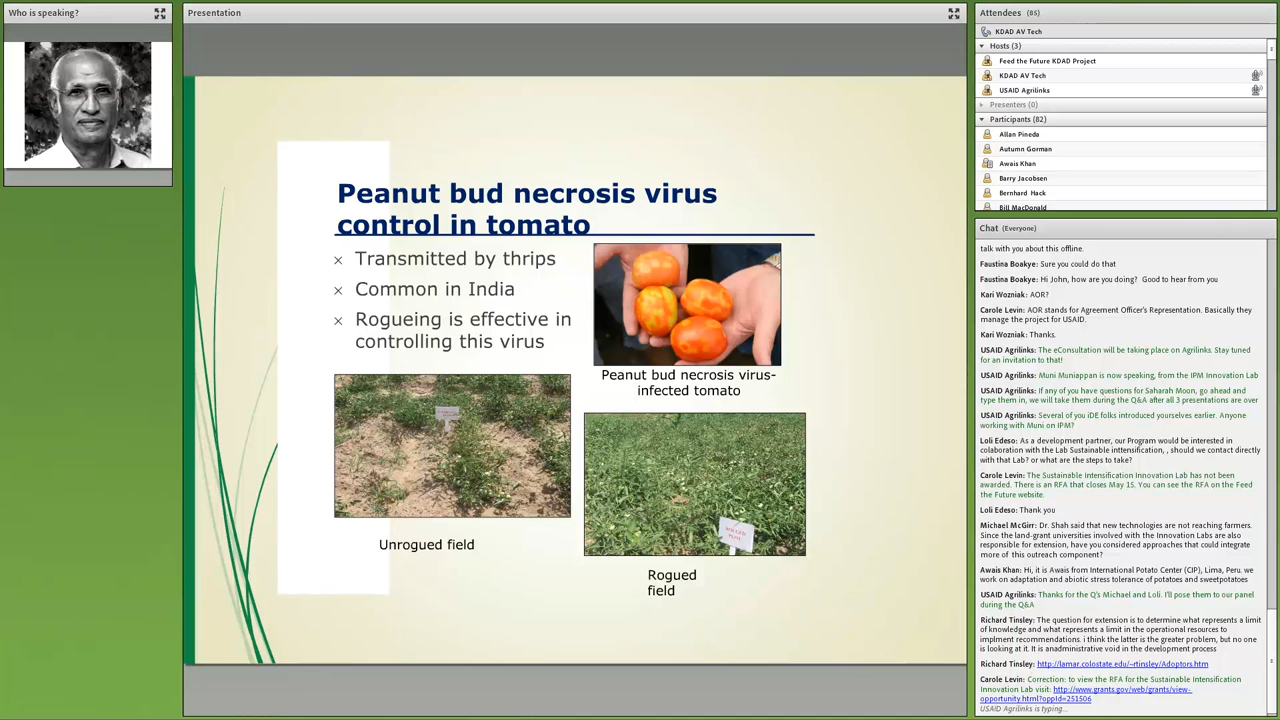 Who is speaking?
Presentation
Peanut bud necrosis virus
control in tomato
Transmitted by thrips
Common in India
Rogueing is effective in
controlling this virus
Peanut bud necrosis virus-
infected tomato
Unrogued field
Rogued
field
Attendees (85)
KDAD AV Tech
Hosts (3)
Feed the Future KDAD Project
KDAD AV Tech
USAID Agrilinks
Presenters (0)
Participants (82)
Allan Pineda
Autumn Gorman
Awais Khan
Barry Jacobsen
Bernhard Hack
Bill MacDonald
Chat (Everyone)
talk with you about this offline.
Faustina Boakye: Sure you could do that
Faustina Boakye: Hi John, how are you doing? Good to hear from you
Kari Wozniak: AOR?
Carole Levin: AOR stands for Agreement Officer's Representation. Basically they
manage the project for USAID.
Kari Wozniak: Thanks.
USAID Agrilinks: The eConsultation will be taking place on Agrilinks. Stay tuned
for an invitation to that!
USAID Agrilinks: Muni Muniappan is now speaking, from the IPM Innovation Lab
USAID Agrilinks: If any of you have questions for Saharah Moon, go ahead and
type them in, we will take them during the Q&A after all 3 presentations are over
USAID Agrilinks: Several of you iDE folks introduced yourselves earlier. Anyone
working with Muni on IPM?
Loli Edeso: As a development partner, our Program would be interested in
colaboration with the Lab Sustainable intensification, , should we contact directly
with that Lab? or what are the steps to take?
Carole Levin: The Sustainable Intensification Innovation Lab has not been
awarded. There is an RFA that closes May 15. You can see the RFA on the Feed
the Future website.
Loli Edeso: Thank you
Michael McGirr: Dr. Shah said that new technologies are not reaching farmers.
Since the land-grant universities involved with the Innovation Labs are also
responsible for extension, have you considered approaches that could integrate
more of this outreach component?
Awais Khan: Hi, it is Awais from International Potato Center (CIP), Lima, Peru. we
work on adaptation and abiotic stress tolerance of potatoes and sweetpotatoes
USAID Agrilinks: Thanks for the Q's Michael and Loli. I'll pose them to our panel
during the Q&A
Richard Tinsley: The question for extension is to determine what represents a limit
of knowledge and what represents a limit in the operational resources to
implment recommendations. i think the latter is the greater problem, but no one
is looking at it. It is anadministrative void in the development process
Richard Tinsley: http://lamar.colostate.edu/~rtinsley/Adoptors.htm
Carole Levin: Correction: to view the RFA for the Sustainable Intensification
Innovation Lab visit: http://www.grants.gov/web/grants/view-
opportunity.html?oppId=251506
USAID Agrilinks is typing...